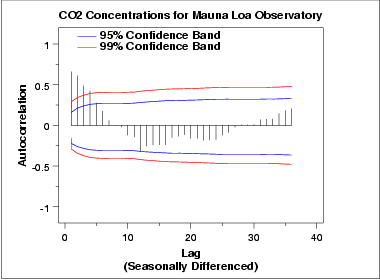 CO2 Concentrations for Mauna Loa Observatory
95% Confidence Band
99% Confidence Band
1
0.5
0
-0.5
-1
Autocorrelation
0 10 20 30 40
Lag
(Seasonally Differenced)